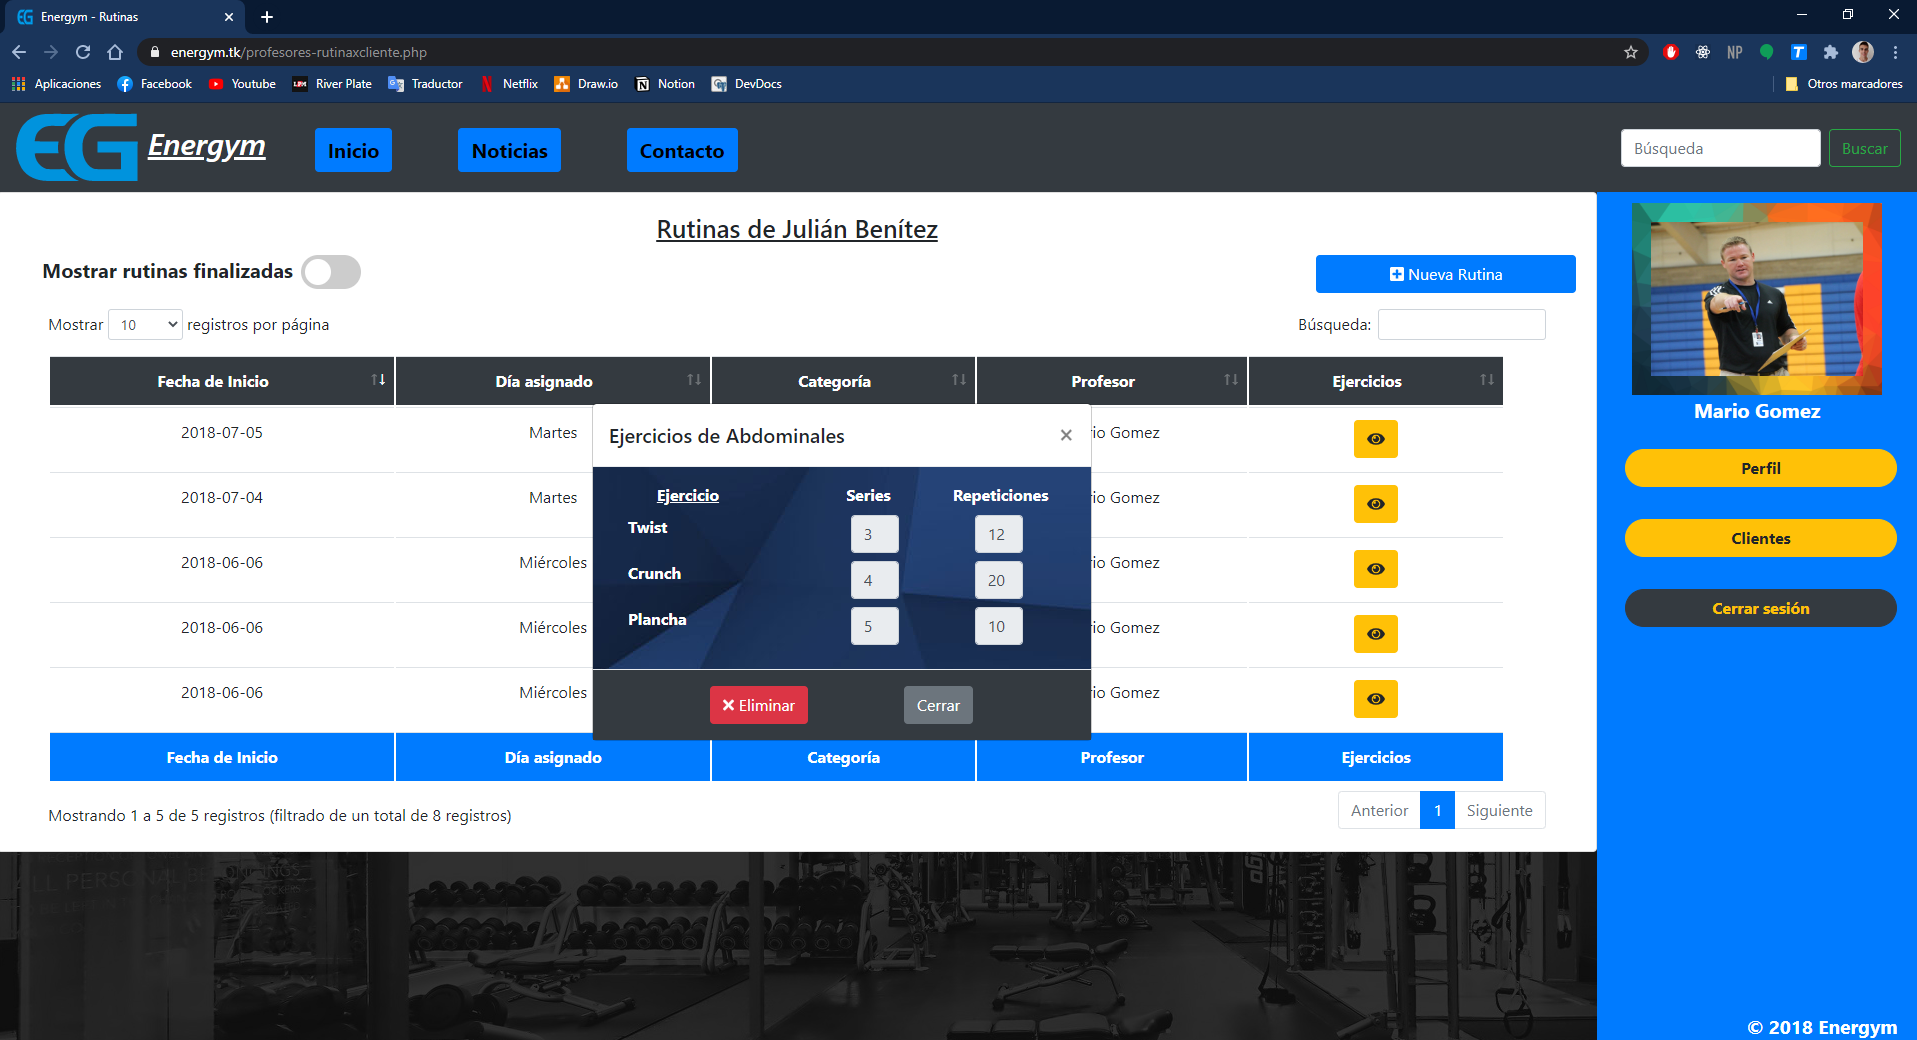 Energym - Rutinas
energym.tk/profesores-rutinaxcliente.php
NP
Aplicaciones Facebook Youtube River Plate Traductor Netflix Draw.io Notion DevDocs Otros marcadores
EG Energym Inicio Noticias Contacto Búsqueda Buscar
Rutinas de Julián Benítez
Mostrar rutinas finalizadas
Nueva Rutina
Mostrar 10 registros por página
Búsqueda:
Fecha de Inicio Día asignado Categoría Profesor Ejercicios
2018-07-05 Martes io Gomez
2018-07-04 Martes io Gomez
2018-06-06 Miércoles io Gomez
2018-06-06 Miércoles io Gomez
2018-06-06 Miércoles io Gomez
Fecha de Inicio Día asignado Categoría Profesor Ejercicios
Mostrando 1 a 5 de 5 registros (filtrado de un total de 8 registros)
Anterior 1 Siguiente
Ejercicios de Abdominales ×
Ejercicio Series Repeticiones
Twist 3 12
Crunch 4 20
Plancha 5 10
Eliminar Cerrar
Mario Gomez
Perfil
Clientes
Cerrar sesión
© 2018 Energym